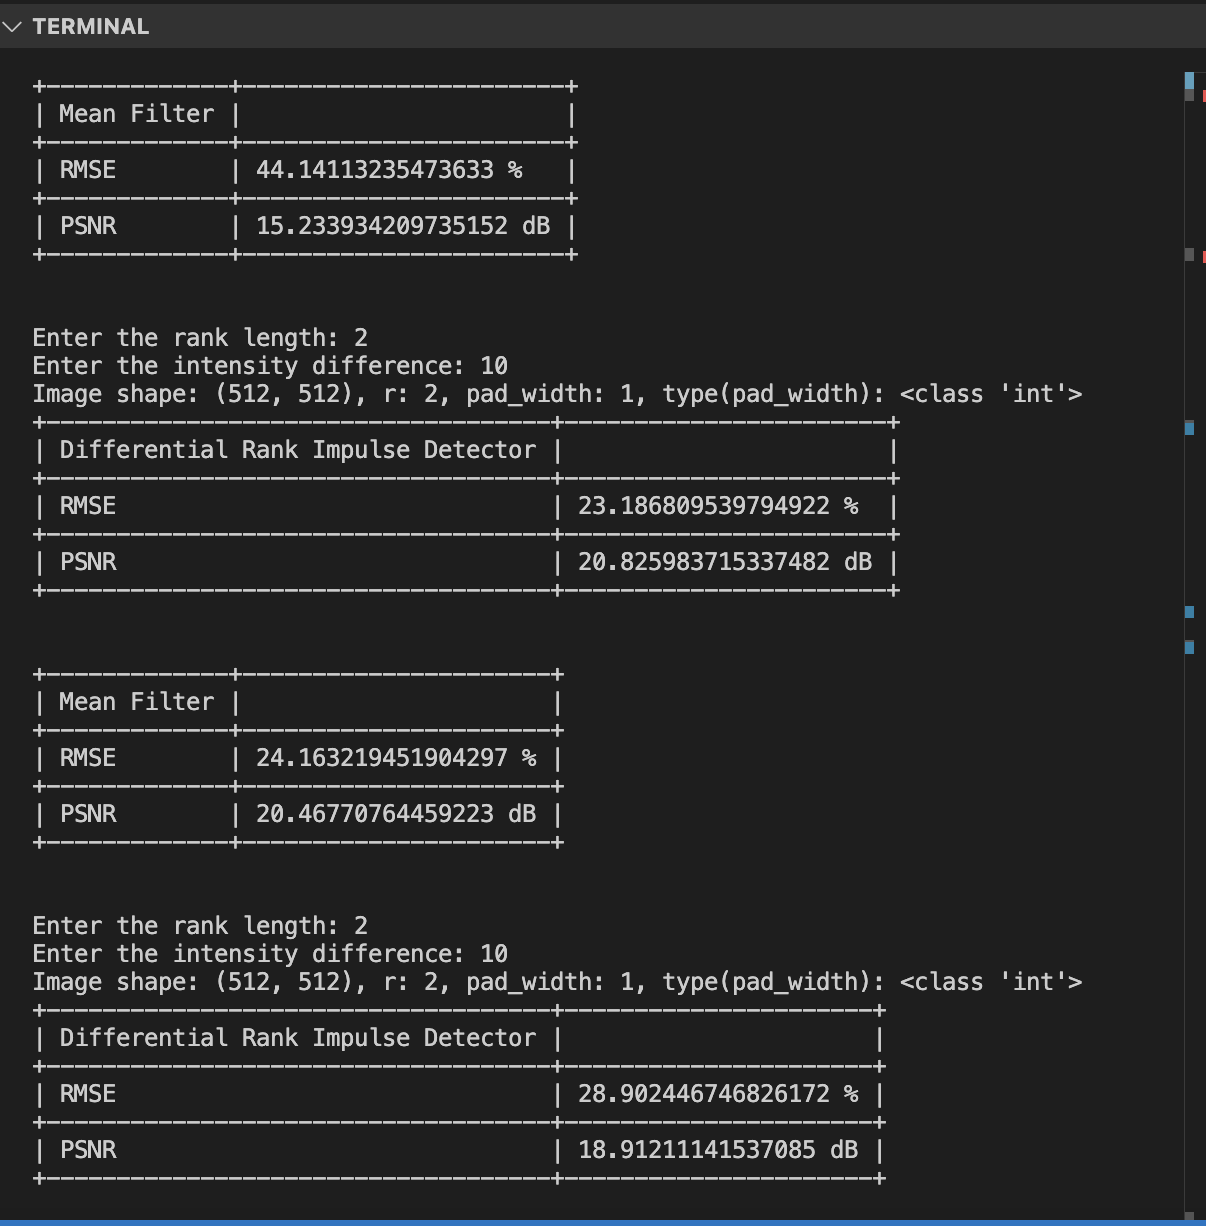 TERMINAL
+-------------+-----------------------+
| Mean Filter |                       |
+-------------+-----------------------+
| RMSE        | 44.14113235473633 %   |
+-------------+-----------------------+
| PSNR        | 15.233934209735152 dB |
+-------------+-----------------------+
Enter the rank length: 2
Enter the intensity difference: 10
Image shape: (512, 512), r: 2, pad_width: 1, type(pad_width): <class 'int'>
+------------------------------------+-----------------------+
| Differential Rank Impulse Detector |                       |
+------------------------------------+-----------------------+
| RMSE                               | 23.186809539794922 %  |
+------------------------------------+-----------------------+
| PSNR                               | 20.825983715337482 dB |
+------------------------------------+-----------------------+
+-------------+----------------------+
| Mean Filter |                      |
+-------------+----------------------+
| RMSE        | 24.163219451904297 % |
+-------------+----------------------+
| PSNR        | 20.46770764459223 dB |
+-------------+----------------------+
Enter the rank length: 2
Enter the intensity difference: 10
Image shape: (512, 512), r: 2, pad_width: 1, type(pad_width): <class 'int'>
+------------------------------------+----------------------+
| Differential Rank Impulse Detector |                      |
+------------------------------------+----------------------+
| RMSE                               | 28.902446746826172 % |
+------------------------------------+----------------------+
| PSNR                               | 18.91211141537085 dB |
+------------------------------------+----------------------+